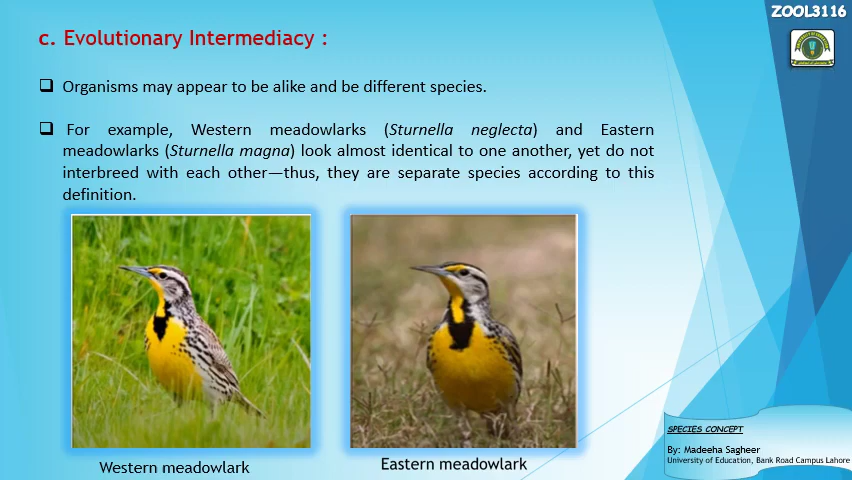 ZOOL3116
c. Evolutionary Intermediacy :
❑ Organisms may appear to be alike and be different species.
❑ For example, Western meadowlarks (Sturnella neglecta) and Eastern
meadowlarks (Sturnella magna) look almost identical to one another, yet do not
interbreed with each other—thus, they are separate species according to this
definition.
Western meadowlark
Eastern meadowlark
SPECIES CONCEPT
By: Madeeha Sagheer
University of Education, Bank Road Campus Lahore